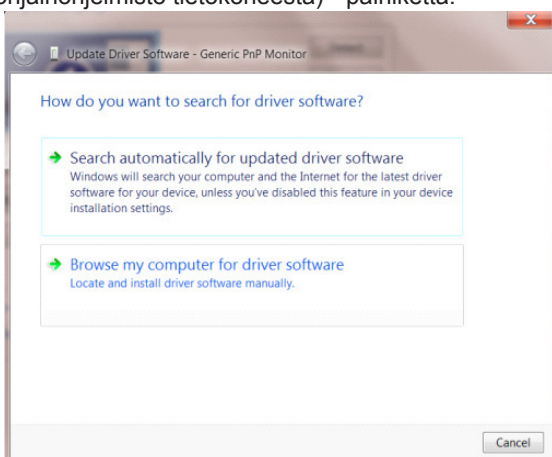 ohjainohjelmisto tietokoneesta) - painiketta.
Update Driver Software - Generic PnP Monitor
How do you want to search for driver software?
Search automatically for updated driver software
Windows will search your computer and the Internet for the latest driver
software for your device, unless you've disabled this feature in your device
installation settings.
Browse my computer for driver software
Locate and install driver software manually.
Cancel